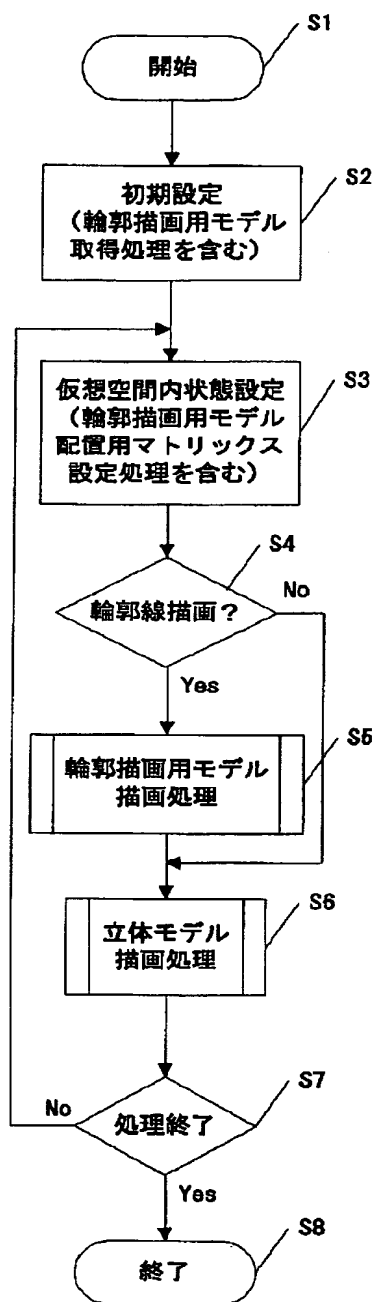 S1
開始
S2
初期設定
(輪郭描画用モデル
取得処理を含む)
S3
仮想空間内状態設定
(輪郭描画用モデル
配置用マトリックス
設定処理を含む)
S4
輪郭線描画?
No
Yes
S5
輪郭描画用モデル
描画処理
S6
立体モデル
描画処理
S7
No
処理終了
Yes
S8
終了